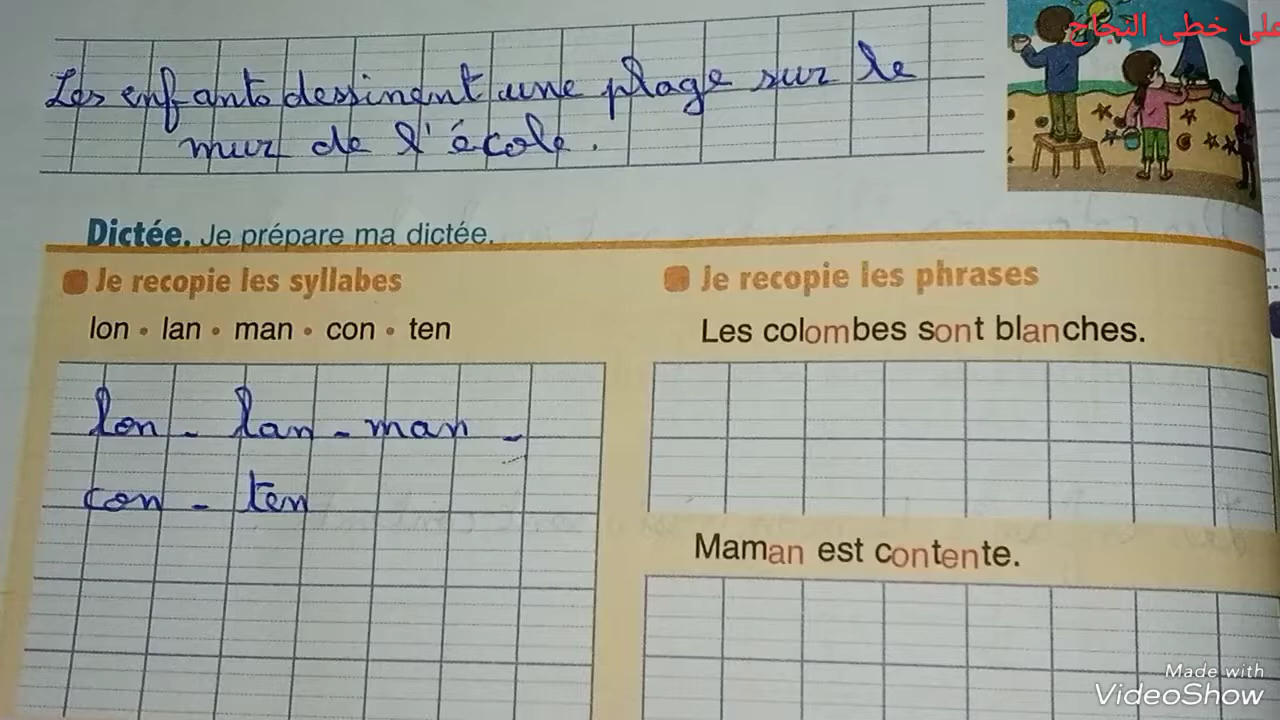 على خطى النجاح
Les enfants dessinent une plage sur le
mur de l'école.
Dictée. Je prépare ma dictée.
Je recopie les syllabes
lon • lan • man • con • ten
lon - lan - man -
con - ten
Je recopie les phrases
Les colombes sont blanches.
Maman est contente.
Made with
VideoShow